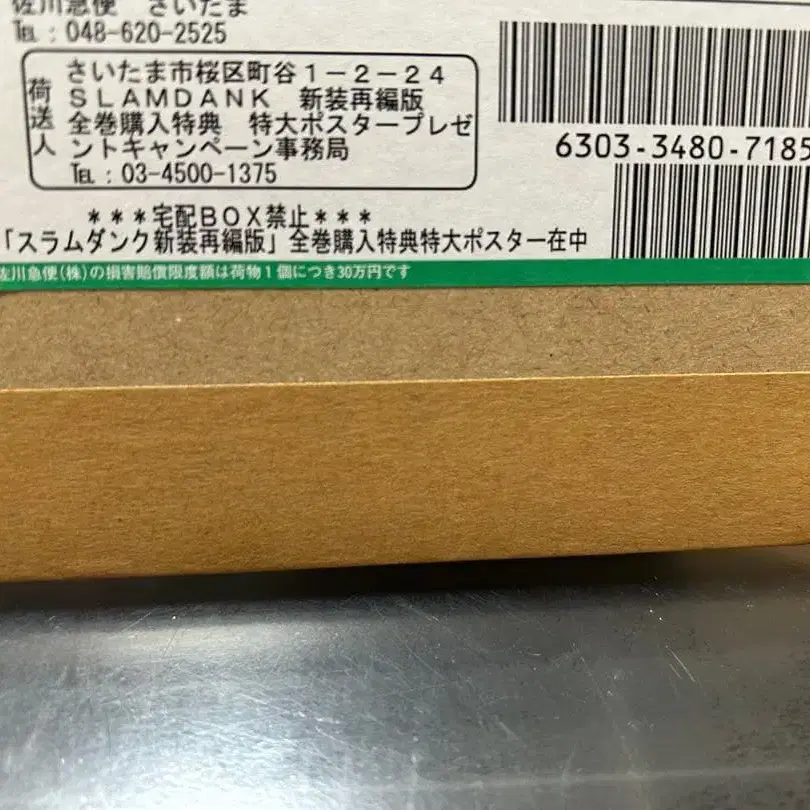 佐川急便 さいたま
℡:048-620-2525
荷送人
さいたま市桜区町谷1-2-24
SLAMDANK 新装再編版
全巻購入特典 特大ポスタープレゼ
ントキャンペーン事務局
℡:03-4500-1375
6303-3480-7185
***宅配BOX禁止***
「スラムダンク新装再編版」全巻購入特典特大ポスター在中
佐川急便(株)の損害賠償限度額は荷物1個につき30万円です